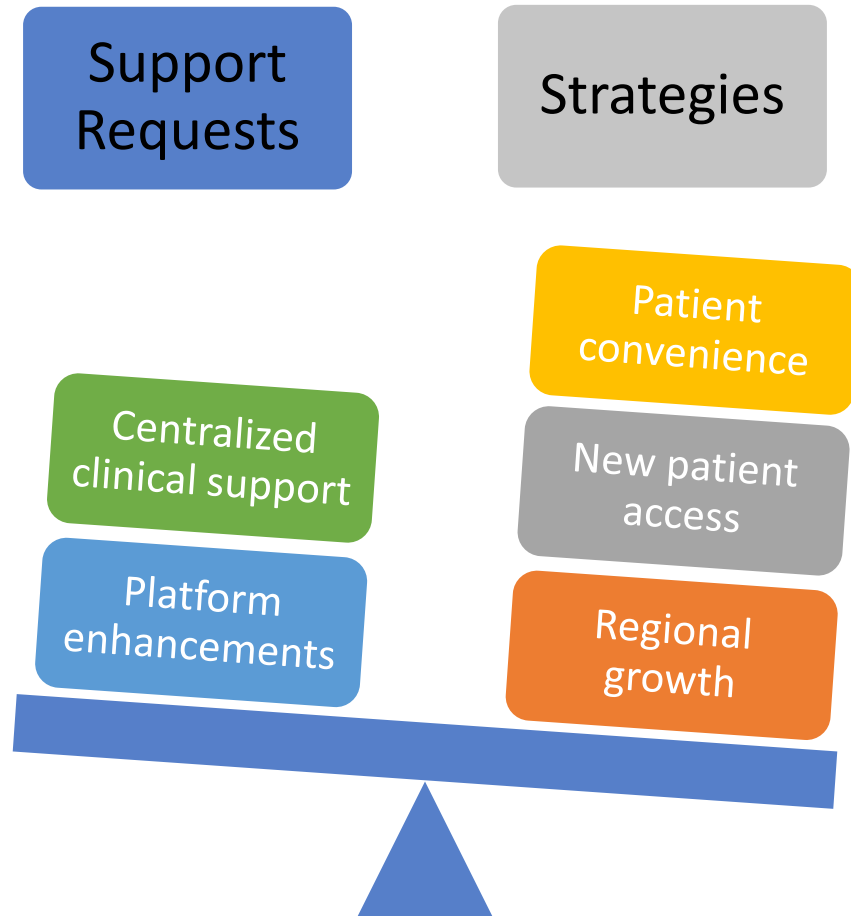 Support
Requests
Strategies
Patient
convenience
Centralized
clinical support
New patient
access
Platform
enhancements
Regional
growth